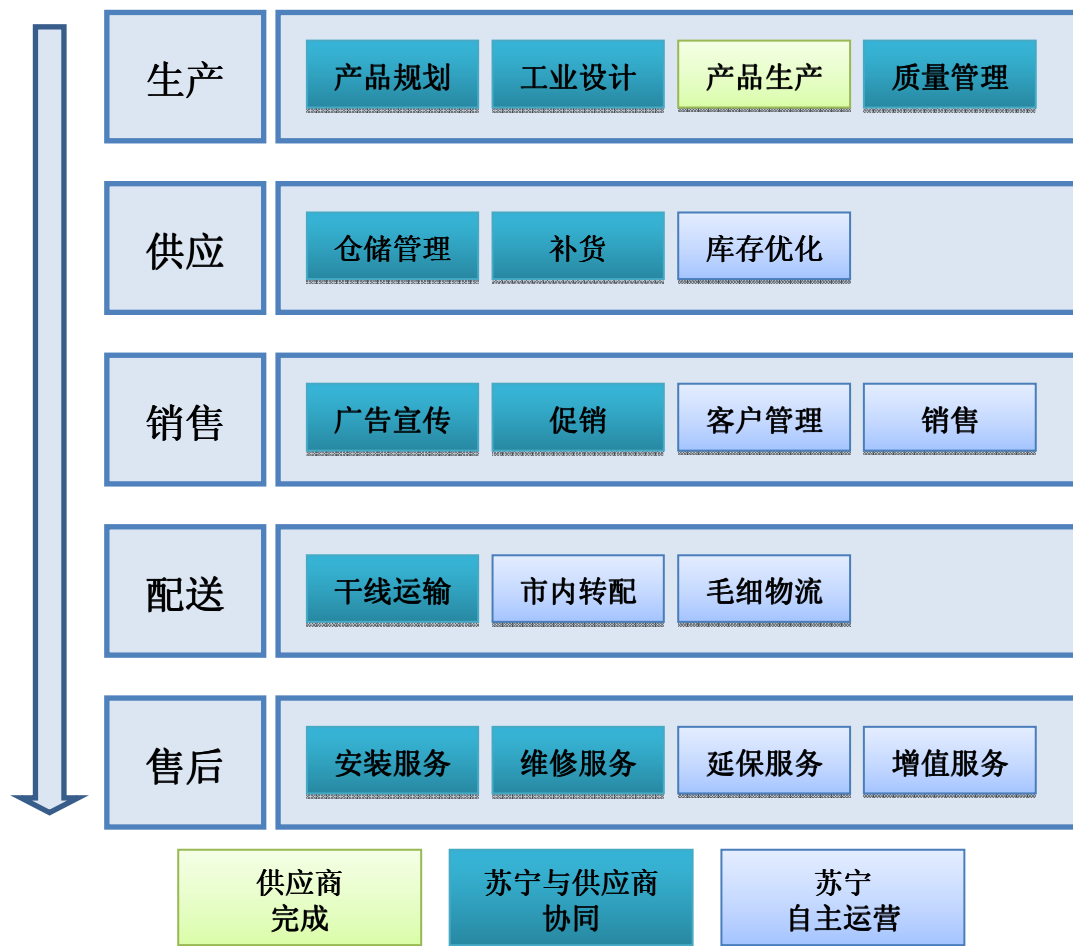 生产
产品规划
工业设计
产品生产
质量管理
供应
仓储管理
补货
库存优化
销售
广告宣传
促销
客户管理
销售
配送
干线运输
市内转配
毛细物流
售后
安装服务
维修服务
延保服务
增值服务
供应商
完成
苏宁与供应商
协同
苏宁
自主运营